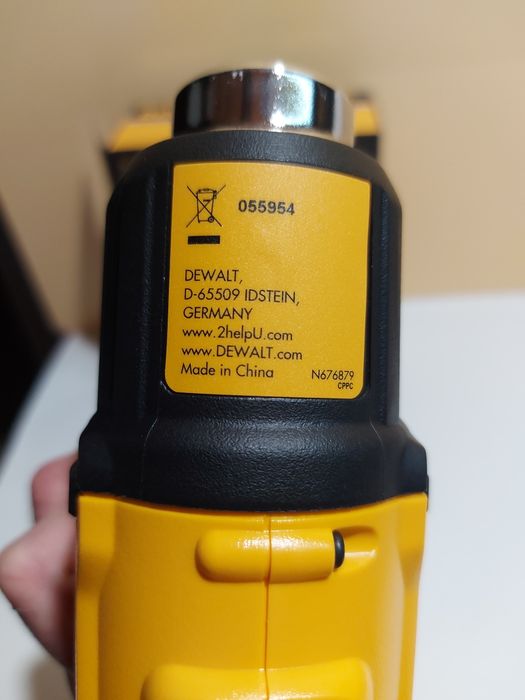 055954
DEWALT,
D-65509 IDSTEIN,
GERMANY
www.2helpU.com
www.DEWALT.com
Made in China
N676879
CPPC